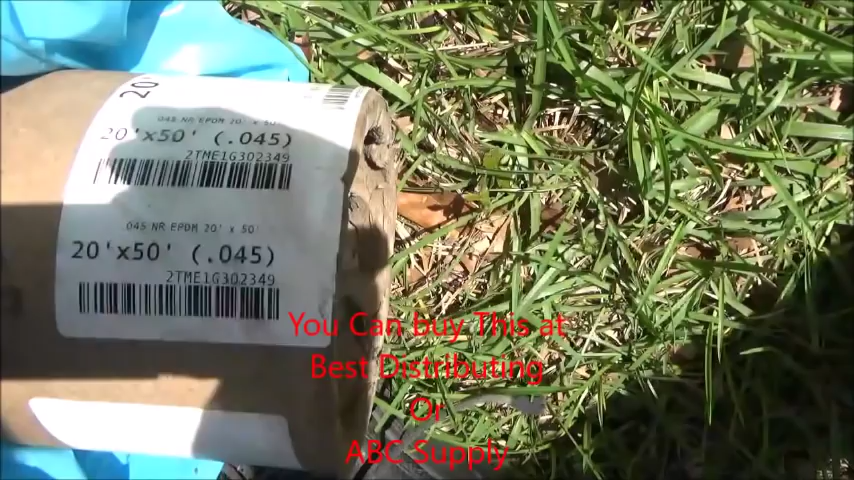 20'
.045 NR EPDM 20' x 50'
20'x50' (.045)
2TME1G302349
.045 NR EPDM 20' x 50'
20'x50' (.045)
2TME1G302349
You Can buy This at
Best Distributing
Or
ABC Supply